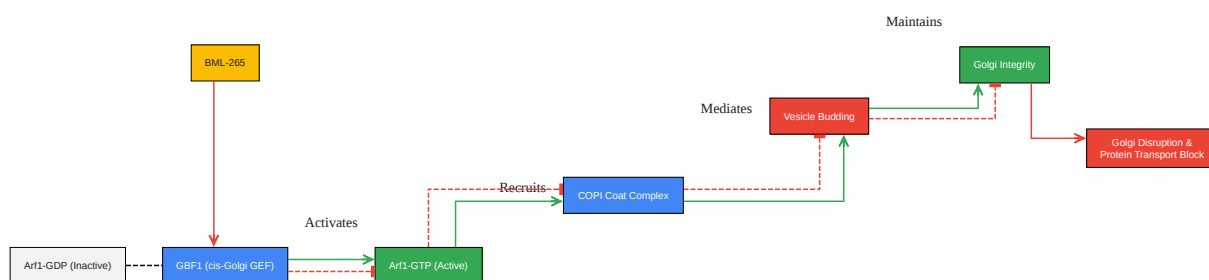 Maintains
BML-265
Golgi Integrity
Mediates
Vesicle Budding
Golgi Disruption &
Protein Transport Block
Recruits
COPI Coat Complex
Activates
Arf1-GDP (Inactive)
GBF1 (cis-Golgi GEF)
Arf1-GTP (Active)